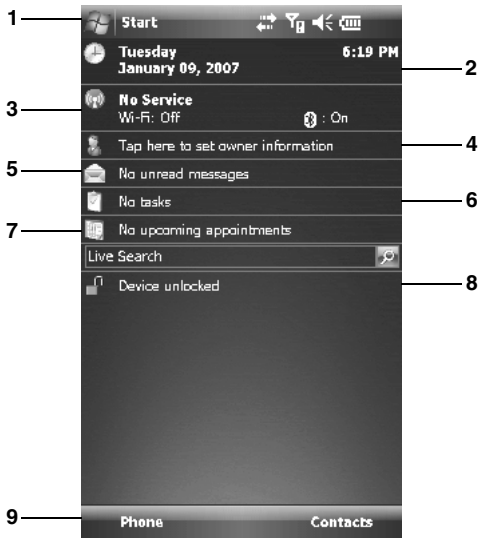 1 Start
Tuesday 6:19 PM
January 09, 2007 2
3 No Service
Wi-Fi: Off : On
Tap here to set owner information 4
5 No unread messages
No tasks 6
7 No upcoming appointments
Live Search
Device unlocked 8
9 Phone Contacts